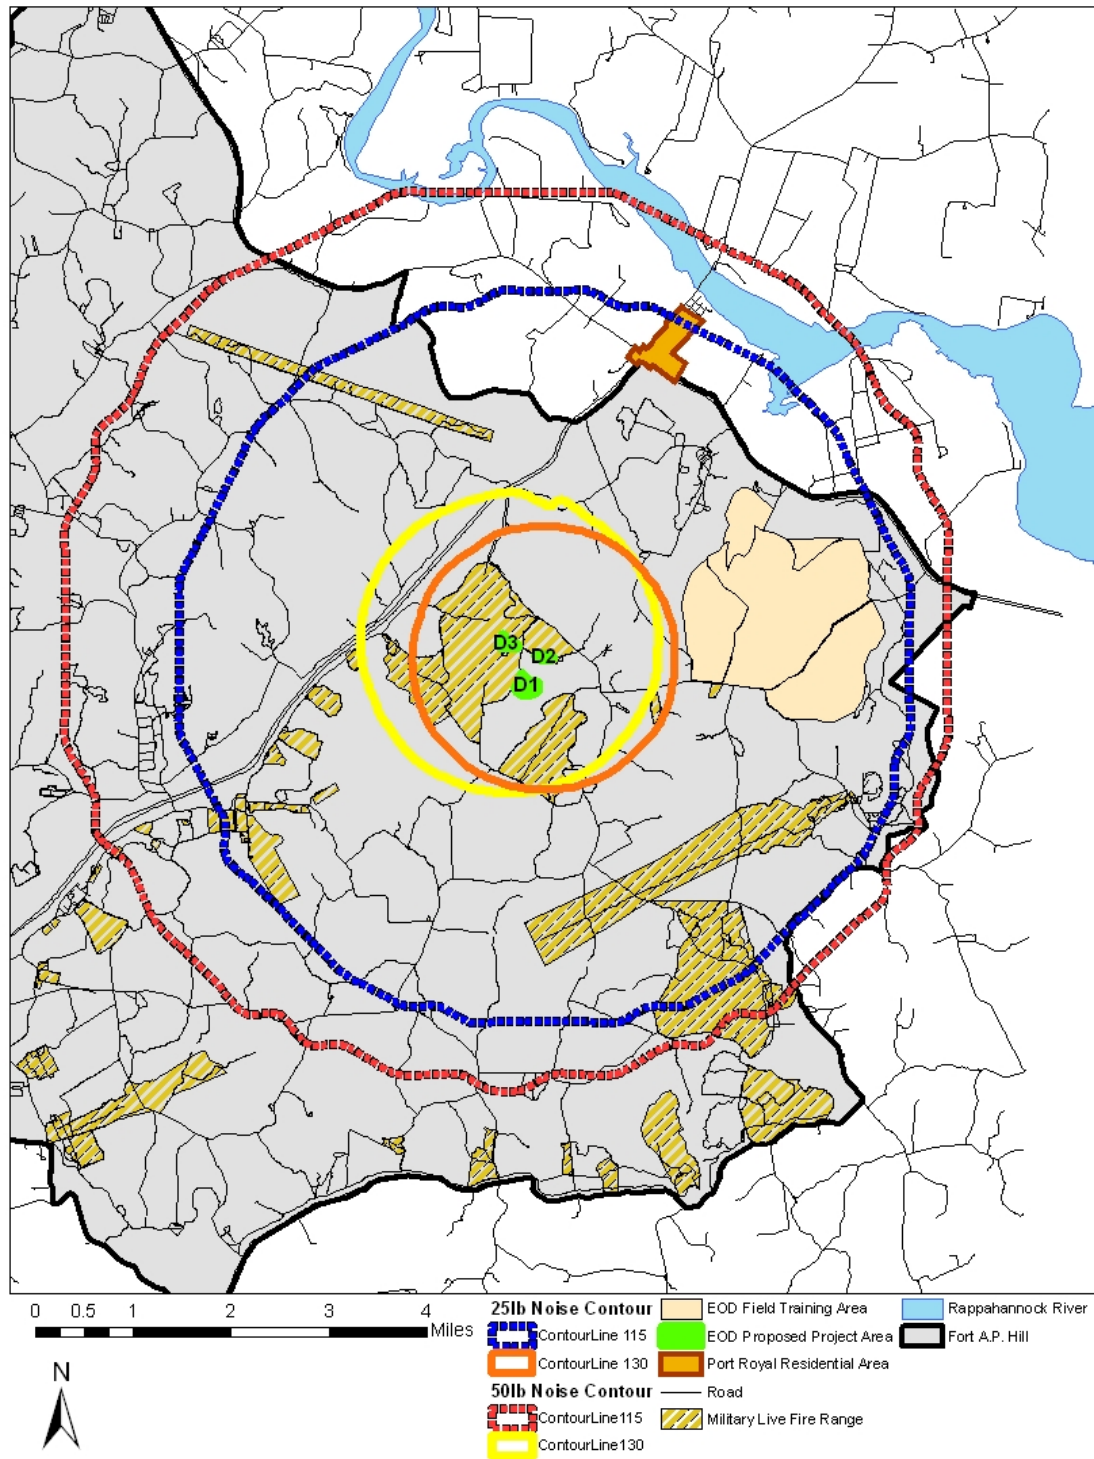 D3
D2
D1
0 0.5 1 2 3 4
Miles
N
25lb Noise Contour
ContourLine 115
ContourLine 130
50lb Noise Contour
ContourLine115
ContourLine130
EOD Field Training Area
EOD Proposed Project Area
Port Royal Residential Area
Road
Military Live Fire Range
Rappahannock River
Fort A.P. Hill